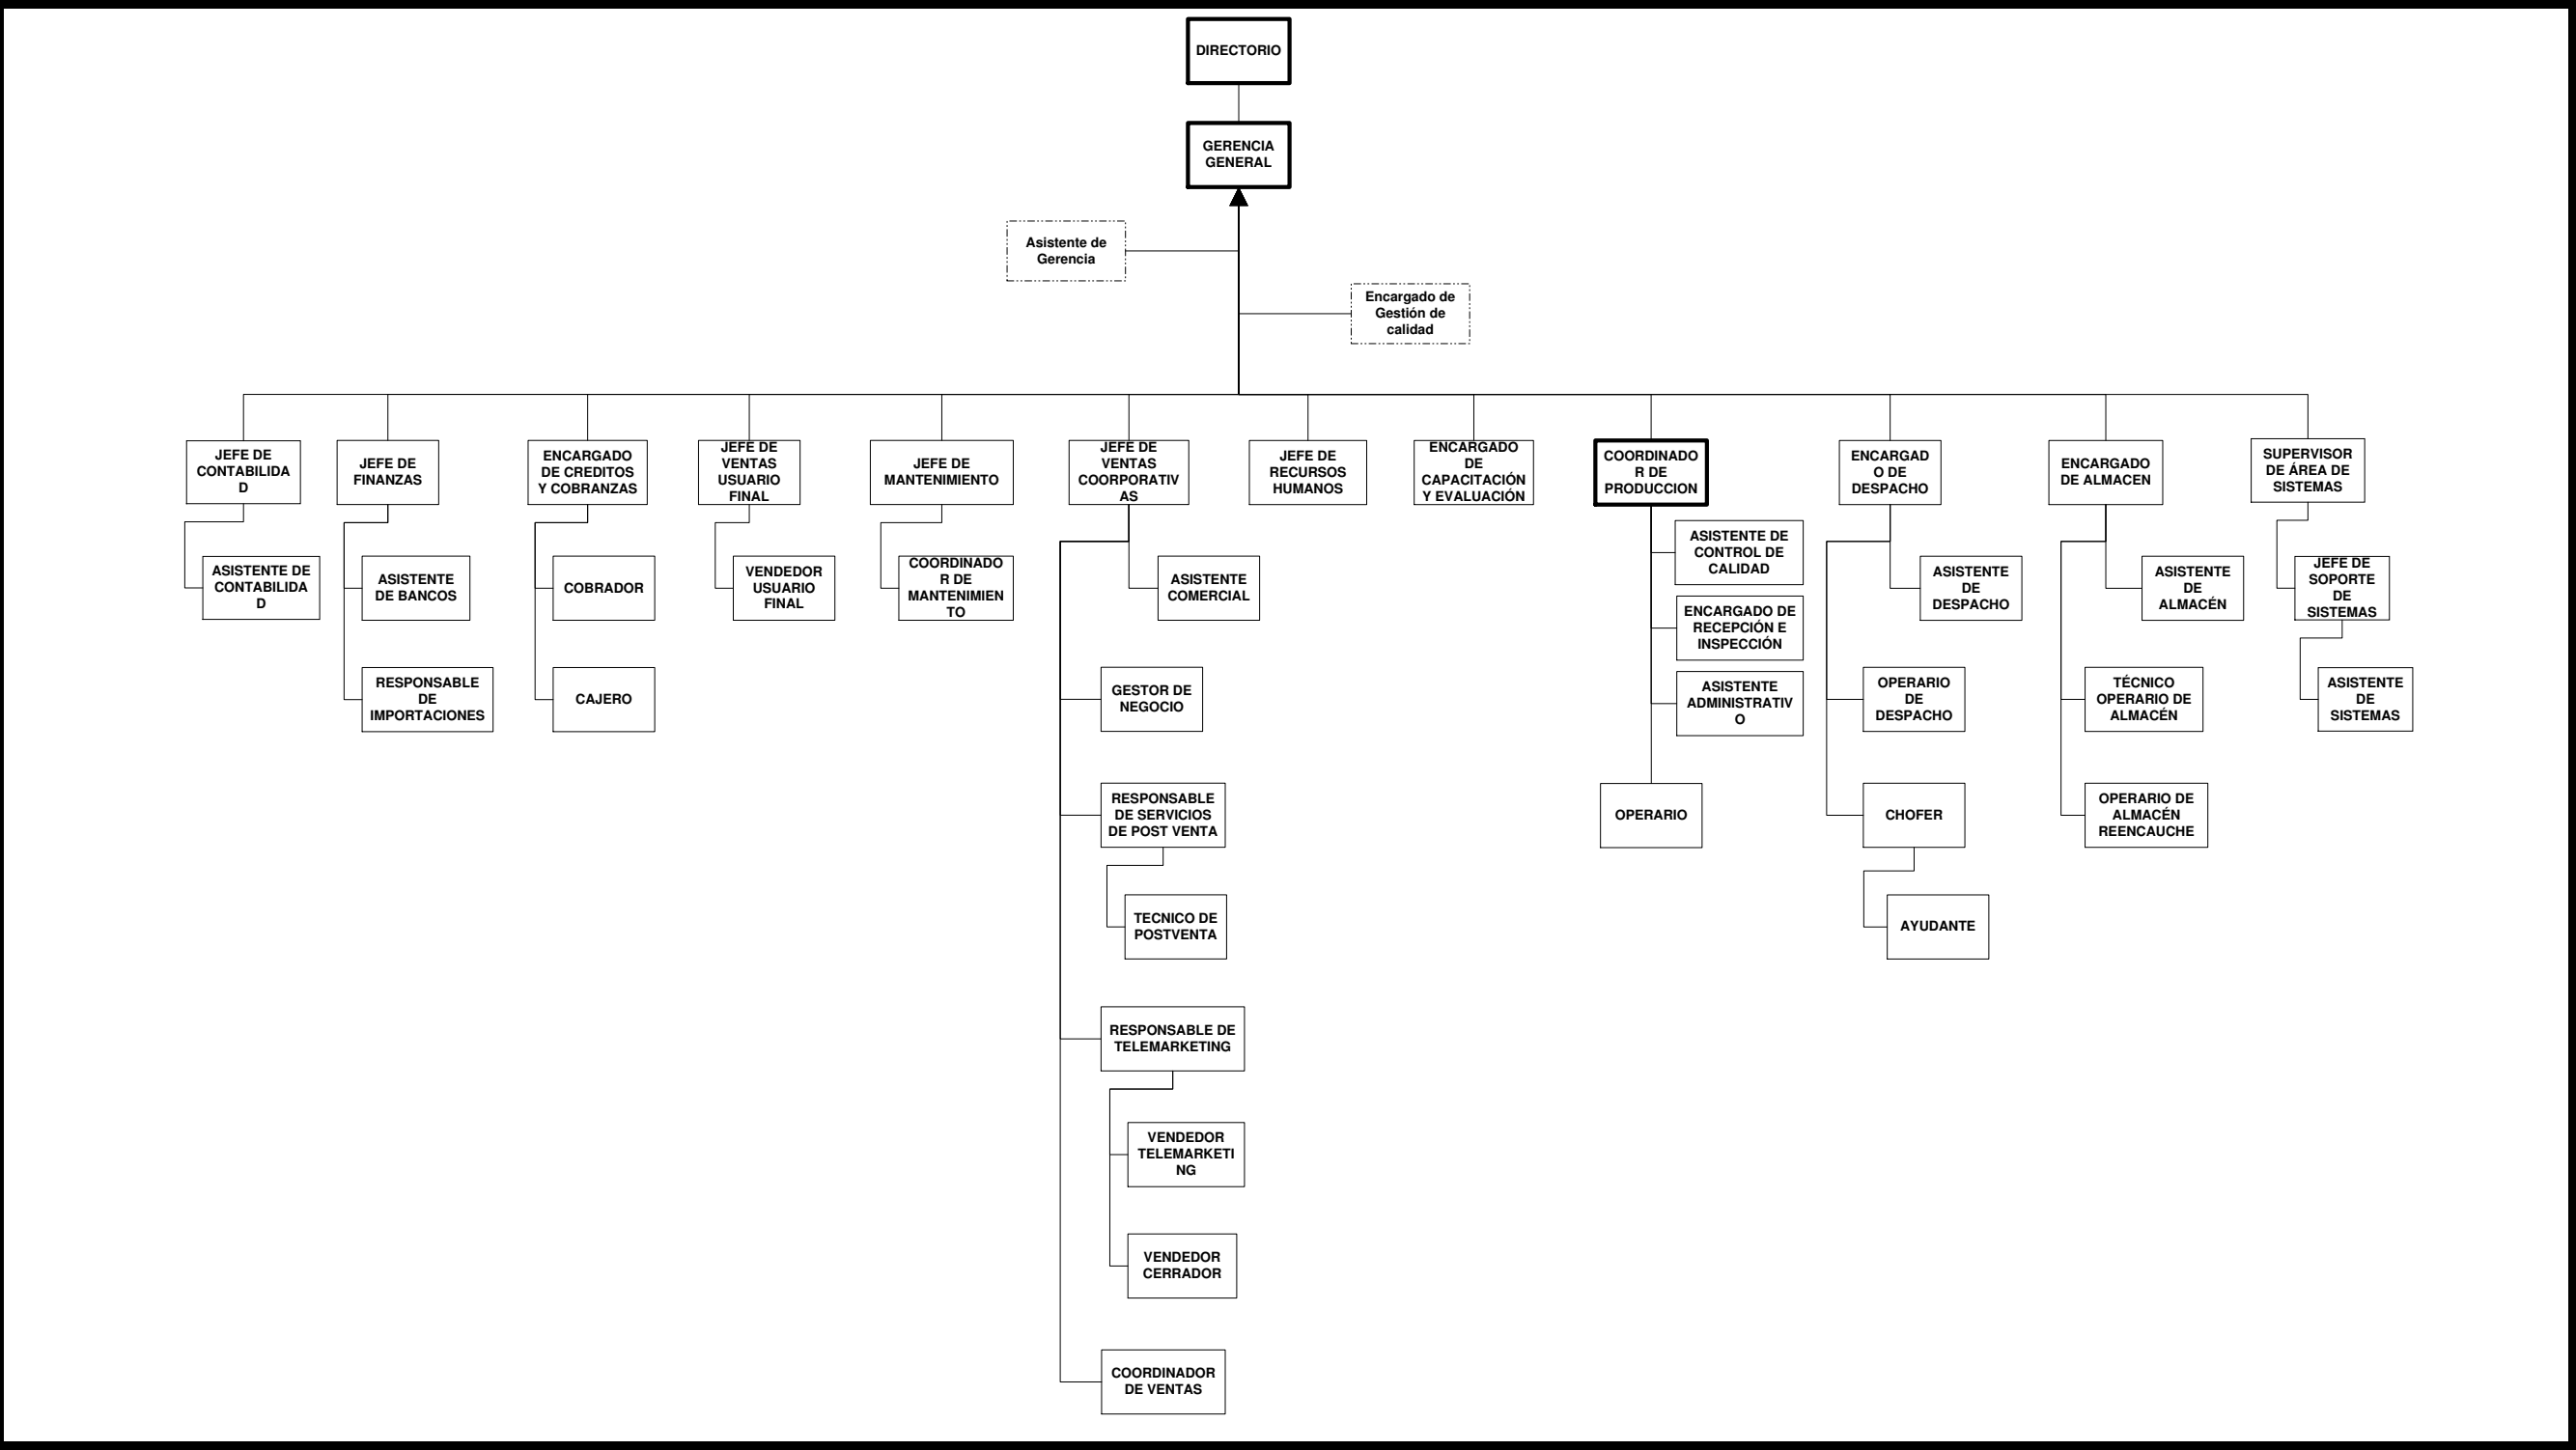 DIRECTORIO
GERENCIA
GENERAL
Asistente de
Gerencia
Encargado de
Gestión de
calidad
JEFE DE
CONTABILIDA
D
JEFE DE
FINANZAS
ENCARGADO
DE CREDITOS
Y COBRANZAS
JEFE DE
VENTAS
USUARIO
FINAL
JEFE DE
MANTENIMIENTO
JEFE DE
VENTAS
COORPORATIV
AS
JEFE DE
RECURSOS
HUMANOS
ENCARGADO
DE
CAPACITACIÓN
Y EVALUACIÓN
COORDINADO
R DE
PRODUCCION
ENCARGAD
O DE
DESPACHO
ENCARGADO
DE ALMACEN
SUPERVISOR
DE ÁREA DE
SISTEMAS
ASISTENTE DE
CONTABILIDA
D
ASISTENTE
DE BANCOS
COBRADOR
VENDEDOR
USUARIO
FINAL
COORDINADO
R DE
MANTENIMIEN
TO
ASISTENTE
COMERCIAL
ASISTENTE DE
CONTROL DE
CALIDAD
ENCARGADO DE
RECEPCIÓN E
INSPECCIÓN
ASISTENTE
ADMINISTRATIV
O
ASISTENTE
DE
DESPACHO
ASISTENTE
DE
ALMACÉN
JEFE DE
SOPORTE
DE
SISTEMAS
RESPONSABLE
DE
IMPORTACIONES
CAJERO
GESTOR DE
NEGOCIO
OPERARIO
DE
DESPACHO
TÉCNICO
OPERARIO DE
ALMACÉN
ASISTENTE
DE
SISTEMAS
RESPONSABLE
DE SERVICIOS
DE POST VENTA
OPERARIO
CHOFER
OPERARIO DE
ALMACÉN
REENCAUCHE
TECNICO DE
POSTVENTA
AYUDANTE
RESPONSABLE DE
TELEMARKETING
VENDEDOR
TELEMARKETI
NG
VENDEDOR
CERRADOR
COORDINADOR
DE VENTAS